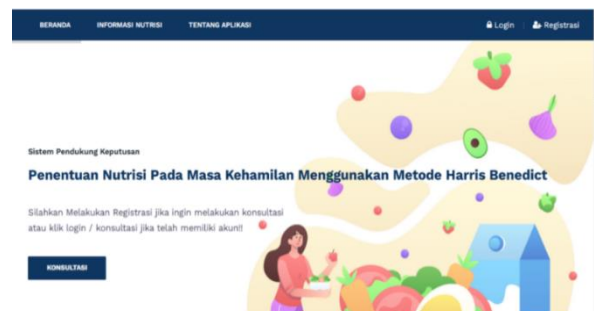 BERANDA INFORMASI NUTRISI TENTANG APLIKASI Login Registrasi
Sistem Pendukung Keputusan
Penentuan Nutrisi Pada Masa Kehamilan Menggunakan Metode Harris Benedict
Silahkan Melakukan Registrasi jika ingin melakukan konsultasi
atau klik login / konsultasi jika telah memiliki akun!!
KONSULTASI